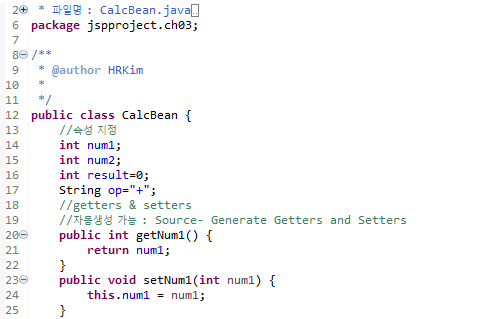 2 * 파일명 : CalcBean.java
6 package jspproject.ch03;
7
8 /**
9 * @author HRKim
10 *
11 */
12 public class CalcBean {
13 //속성 지정
14 int num1;
15 int num2;
16 int result=0;
17 String op="+";
18 //getters & setters
19 //자동생성 가능 : Source- Generate Getters and Setters
20 public int getNum1() {
21 return num1;
22 }
23 public void setNum1(int num1) {
24 this.num1 = num1;
25 }